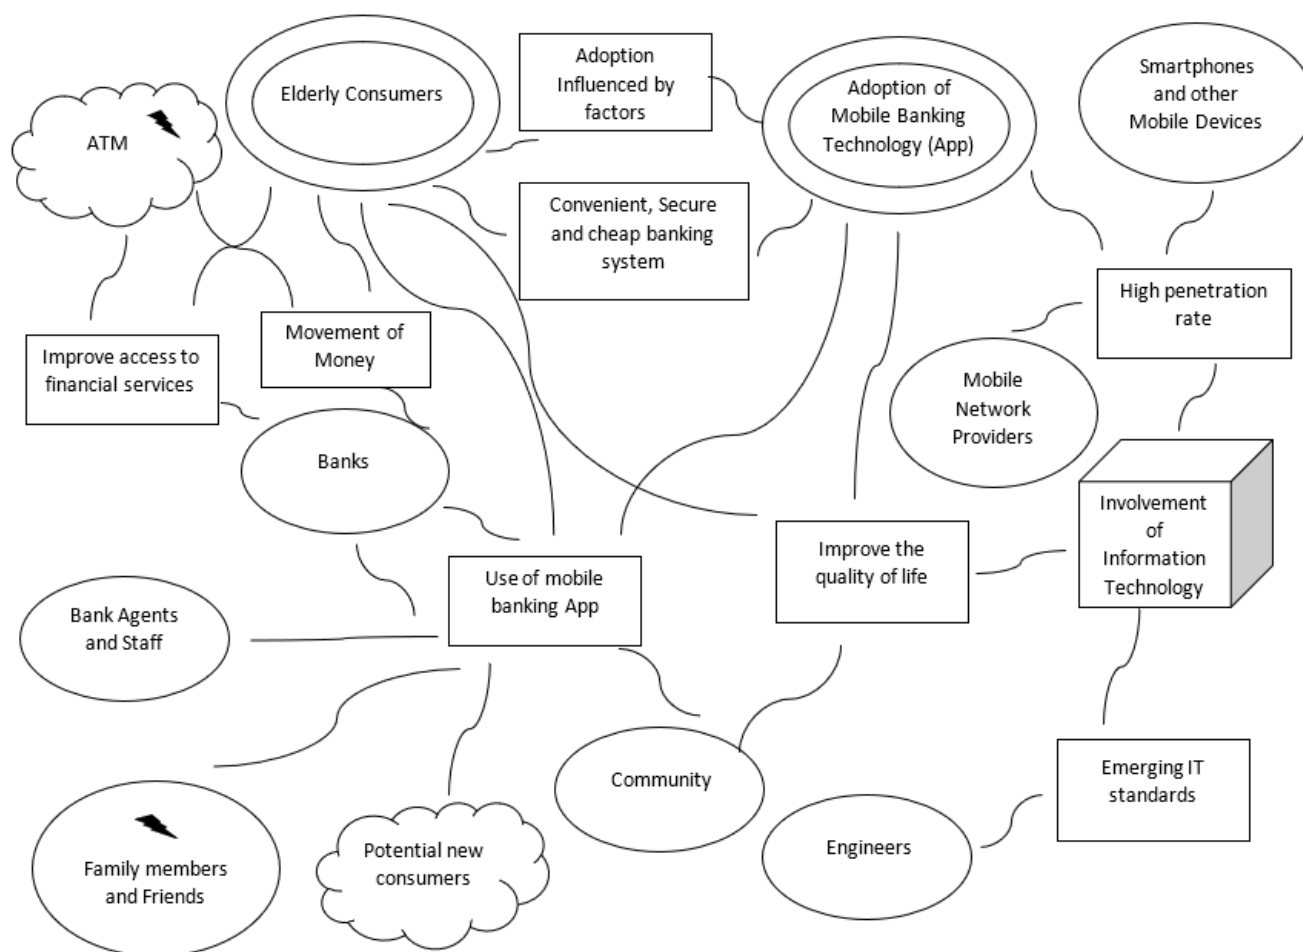 Elderly Consumers
Adoption
Influenced by
factors
Adoption of
Mobile Banking
Technology (App)
Smartphones
and other
Mobile Devices
ATM
Convenient, Secure
and cheap banking
system
High penetration
rate
Improve access to
financial services
Movement of
Money
Mobile
Network
Providers
Banks
Involvement
of
Information
Technology
Use of mobile
banking App
Improve the
quality of life
Bank Agents
and Staff
Community
Emerging IT
standards
Family members
and Friends
Potential new
consumers
Engineers